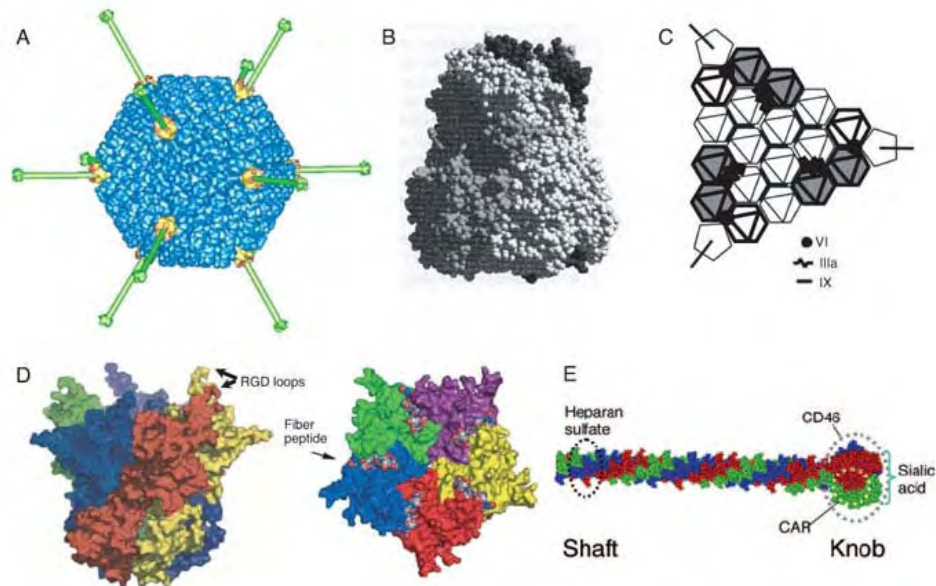 A
B
C
VI
IIIa
IX
D
RGD loops
Fiber
peptide
E
Heparan
sulfate
CD46
Sialic
acid
CAR
Shaft
Knob